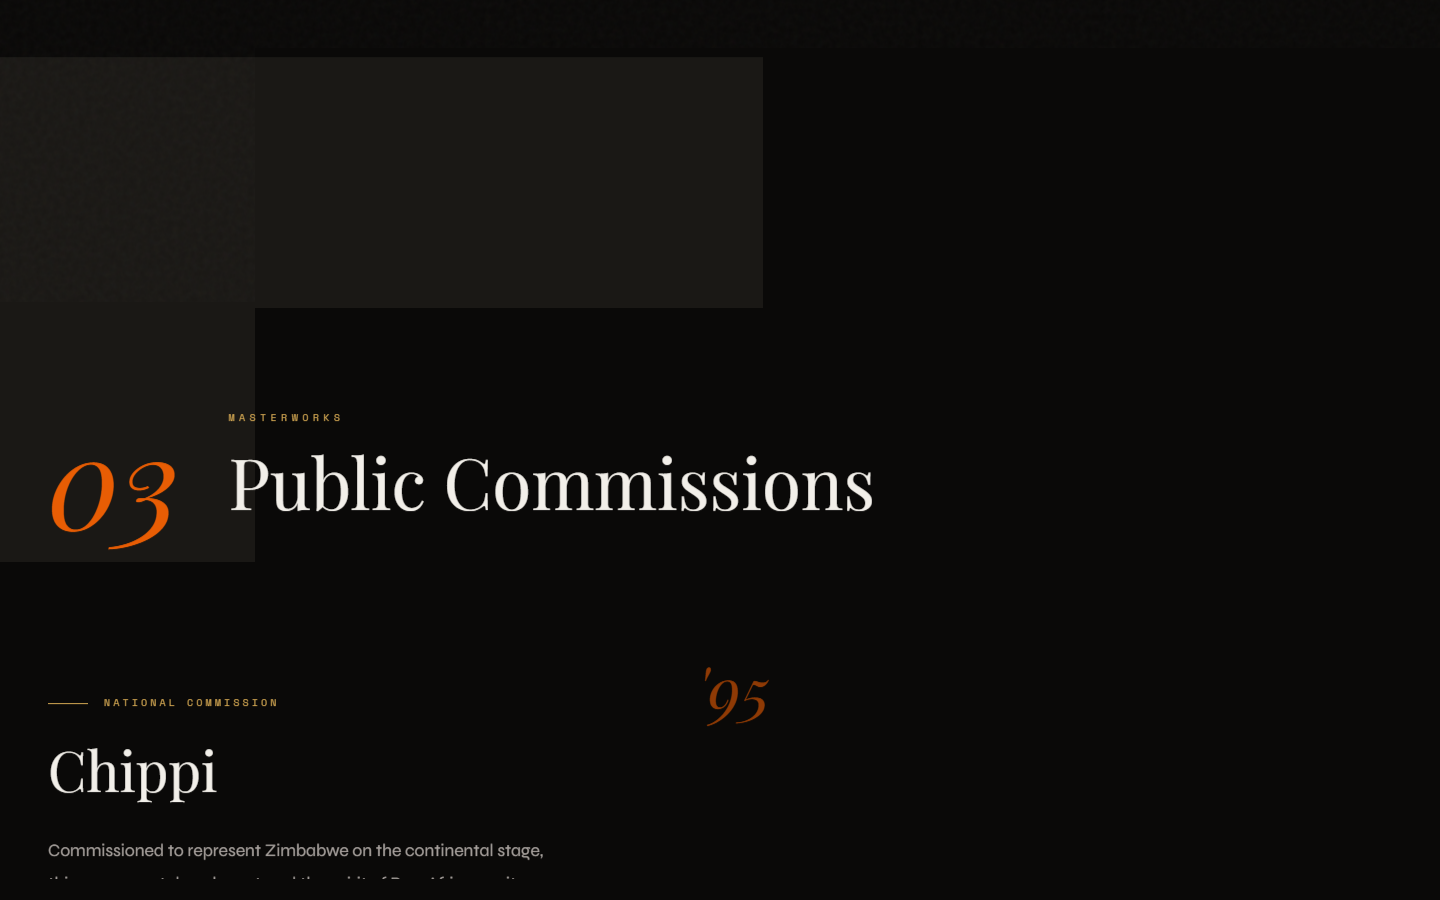 MASTERWORKS
03
Public Commissions
'95
NATIONAL COMMISSION
Chippi
Commissioned to represent Zimbabwe on the continental stage,